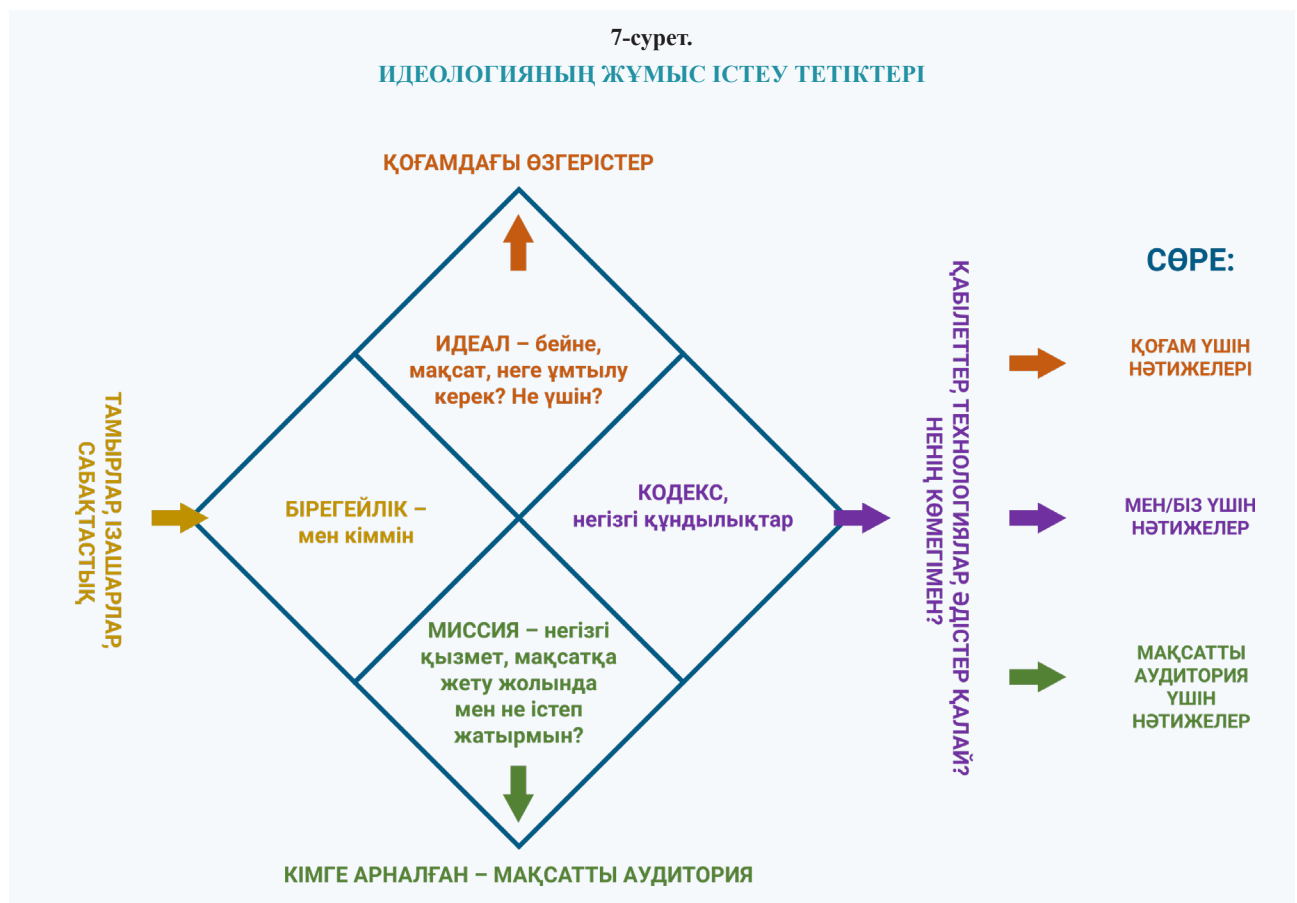 7-сурет.
ИДЕОЛОГИЯНЫҢ ЖҰМЫС ІСТЕУ ТЕТІКТЕРІ
ҚОҒАМДАҒЫ ӨЗГЕРІСТЕР
ИДЕАЛ – бейне,
мақсат, неге ұмтылу
керек? Не үшін?
ТАМЫРЛАР, ІЗАШАРЛАР,
САБАҚТАСТЫҚ
БІРЕГЕЙЛІК –
мен кіммін
КОДЕКС,
негізгі құндылықтар
МИССИЯ – негізгі
қызмет, мақсатқа
жету жолында
мен не істеп
жатырмын?
КІМГЕ АРНАЛҒАН – МАҚСАТТЫ АУДИТОРИЯ
ҚАБІЛЕТТЕР, ТЕХНОЛОГИЯЛАР, ӘДІСТЕР ҚАЛАЙ?
НЕНІҢ КӨМЕГІМЕН?
СӨРЕ:
ҚОҒАМ ҮШІН
НӘТИЖЕЛЕРІ
МЕН/БІЗ ҮШІН
НӘТИЖЕЛЕР
МАҚСАТТЫ
АУДИТОРИЯ
ҮШІН
НӘТИЖЕЛЕР